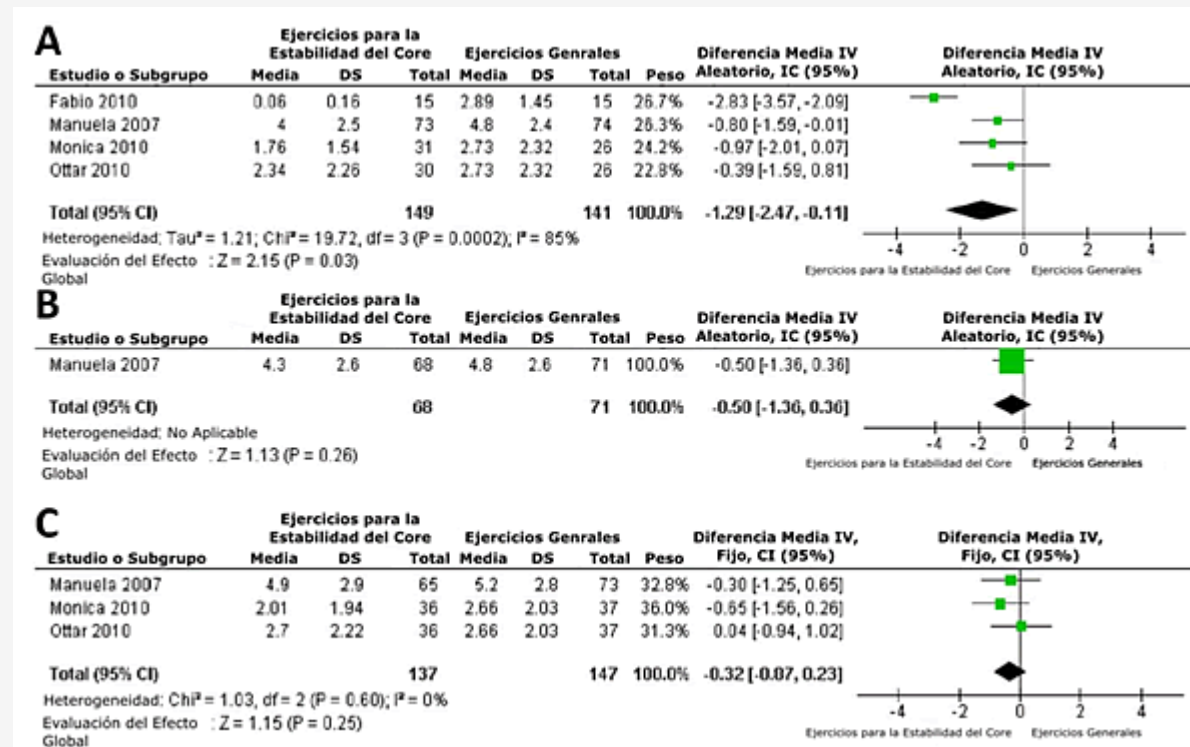 A
Ejercicios para la
Estabilidad del Core Ejercicios Genrales Diferencia Media IV Diferencia Media IV
Estudio o Subgrupo Media DS Total Media DS Total Peso Aleatorio, IC (95%) Aleatorio, IC (95%)
Fabio 2010 0.06 0.16 15 2.89 1.45 15 26.7% -2.83 [-3.57, -2.09]
Manuela 2007 4 2.5 73 4.8 2.4 74 26.3% -0.80 [-1.59, -0.01]
Monica 2010 1.76 1.54 31 2.73 2.32 26 24.2% -0.97 [-2.01, 0.07]
Ottar 2010 2.34 2.26 30 2.73 2.32 26 22.8% -0.39 [-1.59, 0.81]
Total (95% CI) 149 141 100.0% -1.29 [-2.47, -0.11]
Heterogeneidad: Tau² = 1.21; Chi² = 19.72, df = 3 (P = 0.0002); I² = 85%
Evaluación del Efecto : Z = 2.15 (P = 0.03)
Global
-4 -2 0 2 4
Ejercicios para la Estabilidad del Core Ejercicios Generales
B
Ejercicios para la
Estabilidad del Core Ejercicios Genrales Diferencia Media IV Diferencia Media IV
Estudio o Subgrupo Media DS Total Media DS Total Peso Aleatorio, IC (95%) Aleatorio, IC (95%)
Manuela 2007 4.3 2.6 68 4.8 2.6 71 100.0% -0.50 [-1.36, 0.36]
Total (95% CI) 68 71 100.0% -0.50 [-1.36, 0.36]
Heterogeneidad: No Aplicable
Evaluación del Efecto : Z = 1.13 (P = 0.26)
Global
-4 -2 0 2 4
Ejercicios para la Estabilidad del Core Ejercicios Generales
C
Ejercicios para la
Estabilidad del Core Ejercicios Genrales Diferencia Media IV, Diferencia Media IV,
Estudio o Subgrupo Media DS Total Media DS Total Peso Fijo, CI (95%) Fijo, CI (95%)
Manuela 2007 4.9 2.9 65 5.2 2.8 73 32.8% -0.30 [-1.25, 0.65]
Monica 2010 2.01 1.94 36 2.66 2.03 37 36.0% -0.65 [-1.56, 0.26]
Ottar 2010 2.7 2.22 36 2.66 2.03 37 31.3% 0.04 [-0.94, 1.02]
Total (95% CI) 137 147 100.0% -0.32 [-0.87, 0.23]
Heterogeneidad: Chi² = 1.03, df = 2 (P = 0.60); I² = 0%
Evaluación del Efecto : Z = 1.15 (P = 0.25)
Global
-4 -2 0 2 4
Ejercicios para la Estabilidad del Core Ejercicios Generales